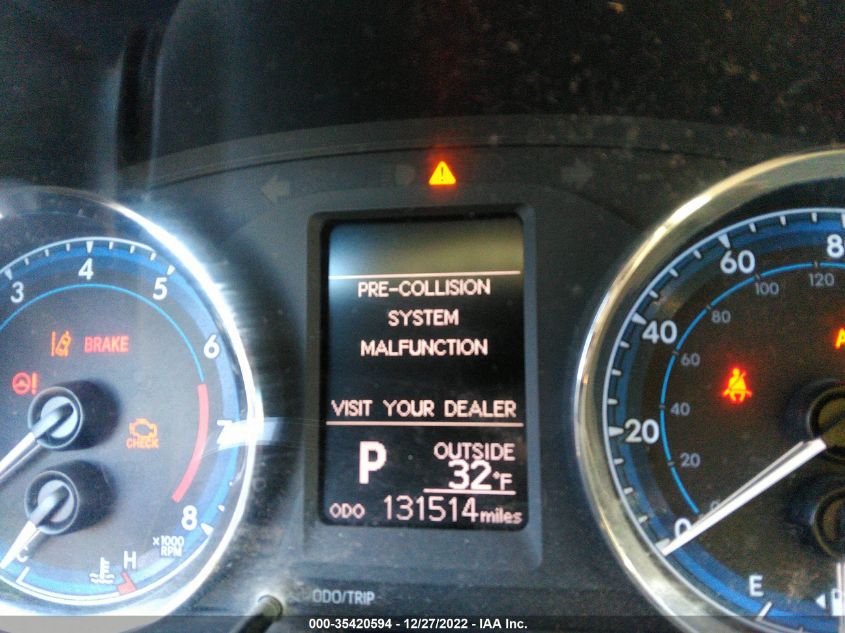 PRE-COLLISION
SYSTEM
MALFUNCTION
VISIT YOUR DEALER
P
OUTSIDE
32°F
ODO 131514 miles
ODO/TRIP
3 4 5 6 7 8
x1000
RPM
BRAKE
CHECK
C H
0 20 40 60 80
20 40 60 80 100 120
E
000-35420594 - 12/27/2022 - IAA Inc.